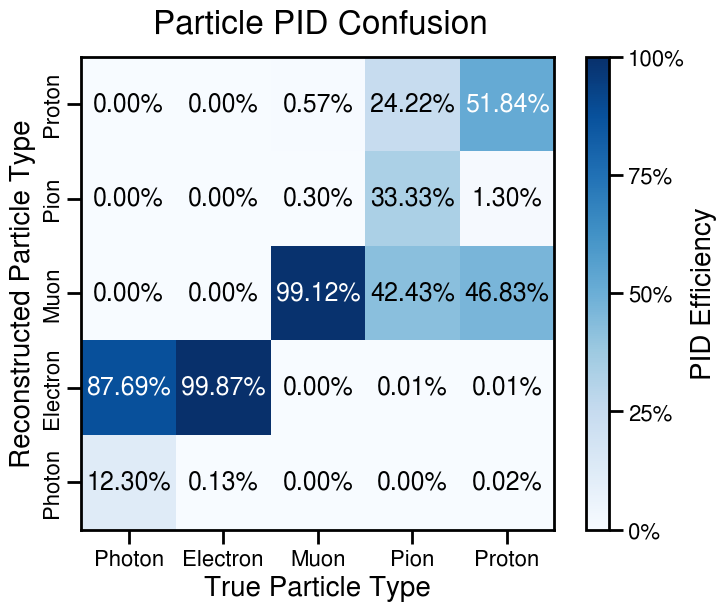 Particle PID Confusion
Reconstructed Particle Type
Proton
0.00% 0.00% 0.57% 24.22% 51.84%
Pion
0.00% 0.00% 0.30% 33.33% 1.30%
Muon
0.00% 0.00% 99.12% 42.43% 46.83%
Electron
87.69% 99.87% 0.00% 0.01% 0.01%
Photon
12.30% 0.13% 0.00% 0.00% 0.02%
Photon Electron Muon Pion Proton
True Particle Type
100%
75%
50%
25%
0%
PID Efficiency